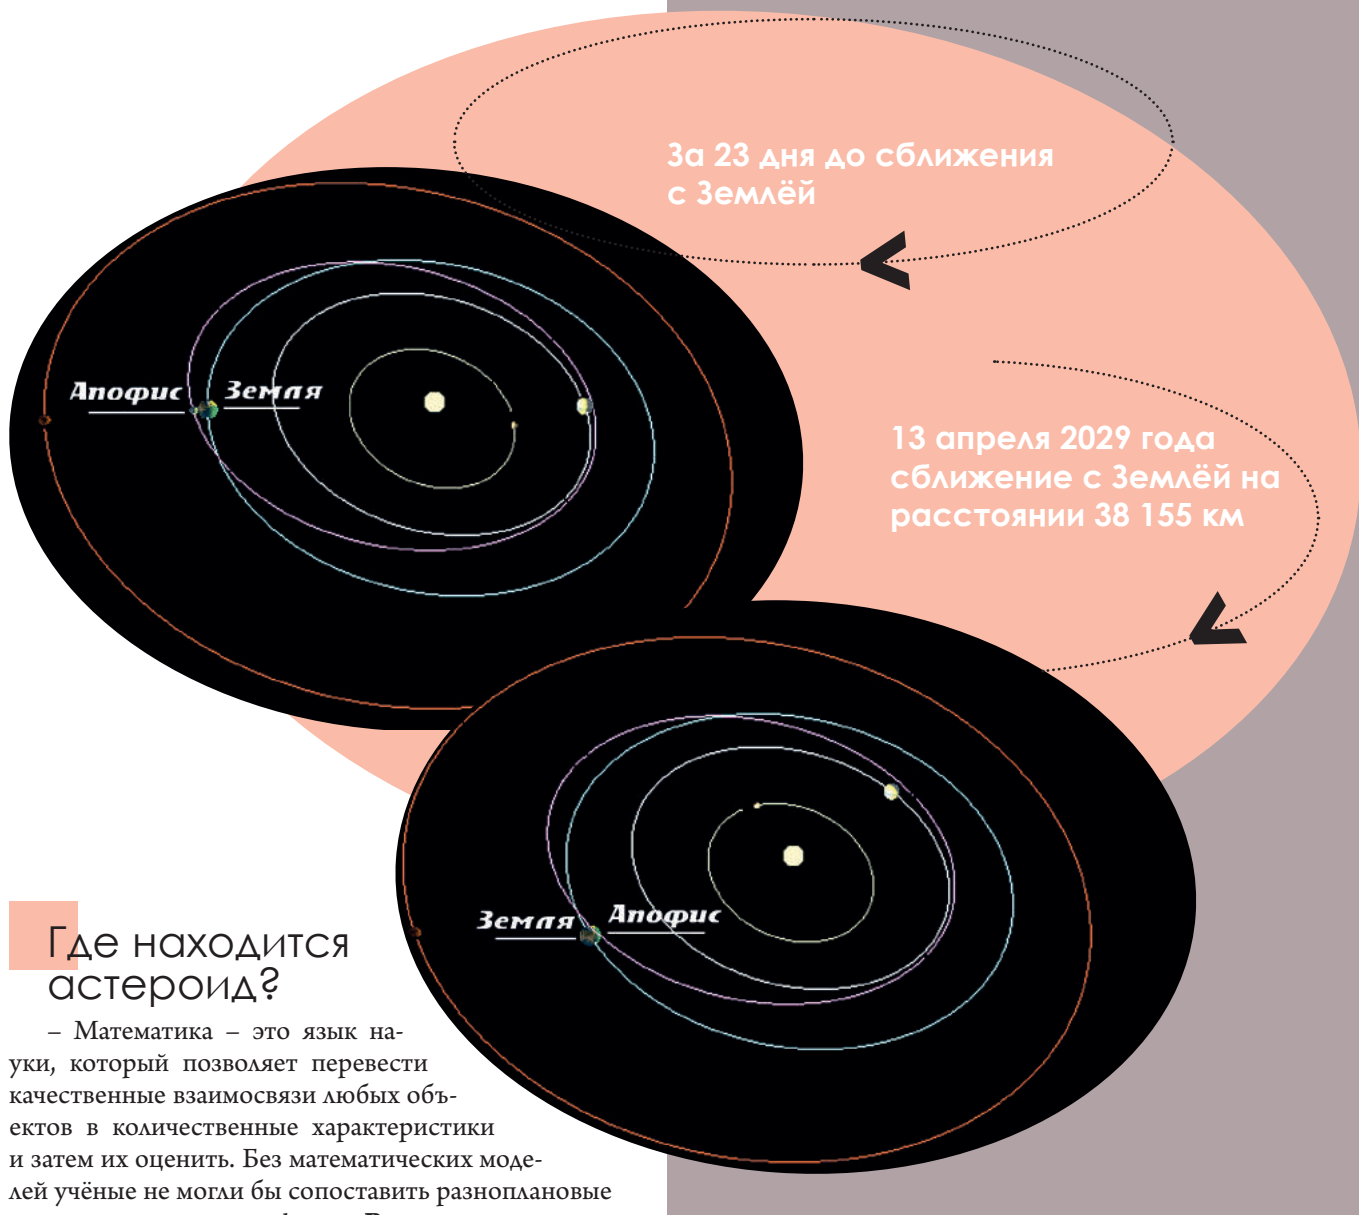 За 23 дня до сближения
с Землёй
Апофис
Земля
13 апреля 2029 года
сближение с Землёй на
расстоянии 38 155 км
Земля
Апофис
Где находится
астероид?
– Математика – это язык на-
уки, который позволяет перевести
качественные взаимосвязи любых объ-
ектов в количественные характеристики
и затем их оценить. Без математических моде-
лей учёные не могли бы сопоставить разноплановые